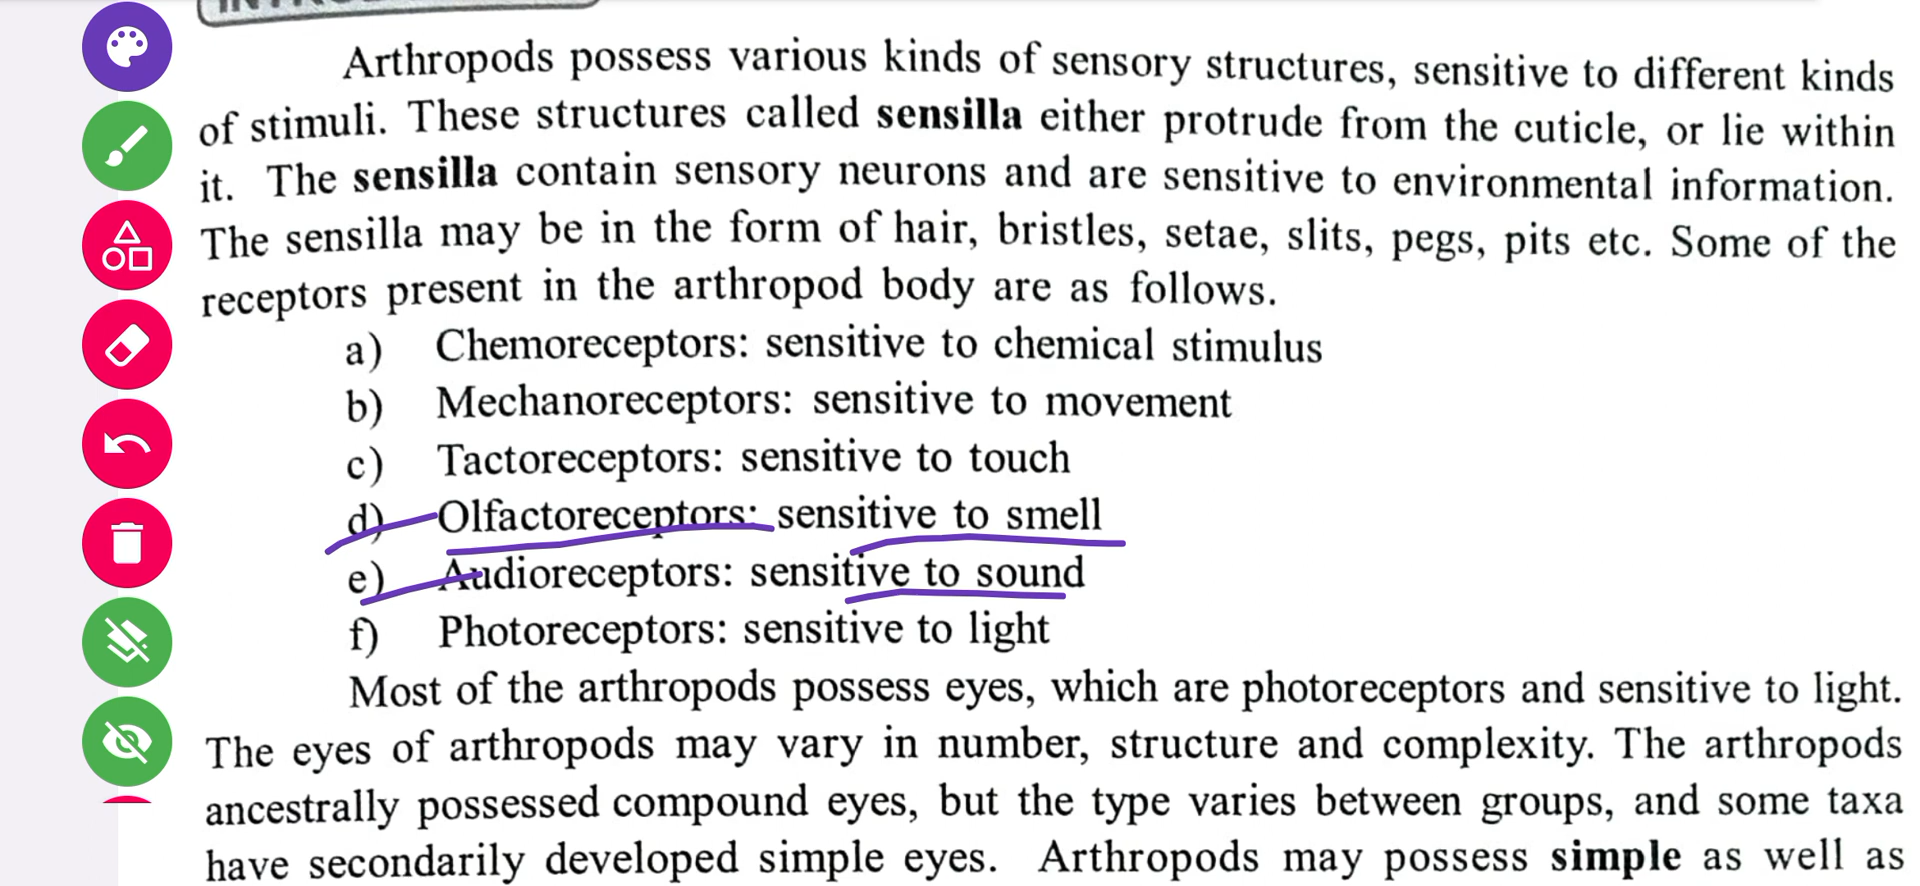 Arthropods possess various kinds of sensory structures, sensitive to different kinds
of stimuli. These structures called sensilla either protrude from the cuticle, or lie within
it. The sensilla contain sensory neurons and are sensitive to environmental information.
The sensilla may be in the form of hair, bristles, setae, slits, pegs, pits etc. Some of the
receptors present in the arthropod body are as follows.
a) Chemoreceptors: sensitive to chemical stimulus
b) Mechanoreceptors: sensitive to movement
c) Tactoreceptors: sensitive to touch
d) Olfactoreceptors: sensitive to smell
e) Audioreceptors: sensitive to sound
f) Photoreceptors: sensitive to light
Most of the arthropods possess eyes, which are photoreceptors and sensitive to light.
The eyes of arthropods may vary in number, structure and complexity. The arthropods
ancestrally possessed compound eyes, but the type varies between groups, and some taxa
have secondarily developed simple eyes. Arthropods may possess simple as well as